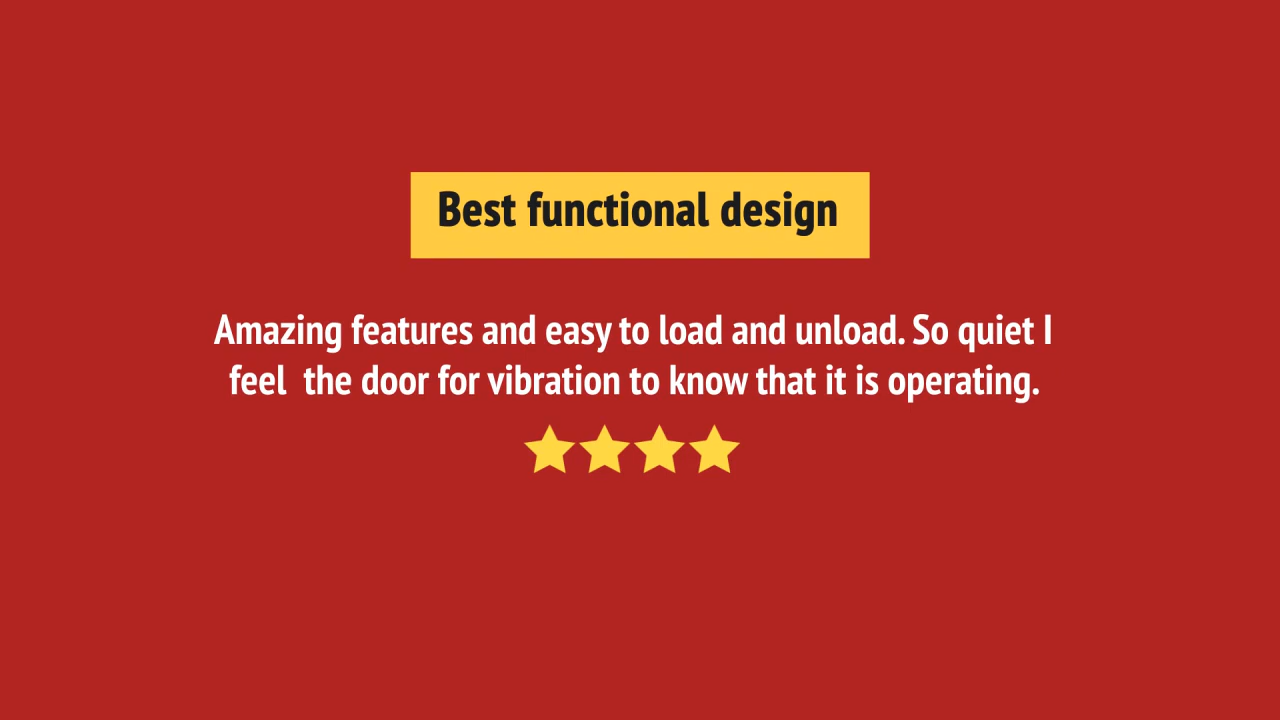 Best functional design
Amazing features and easy to load and unload. So quiet I
feel  the door for vibration to know that it is operating.